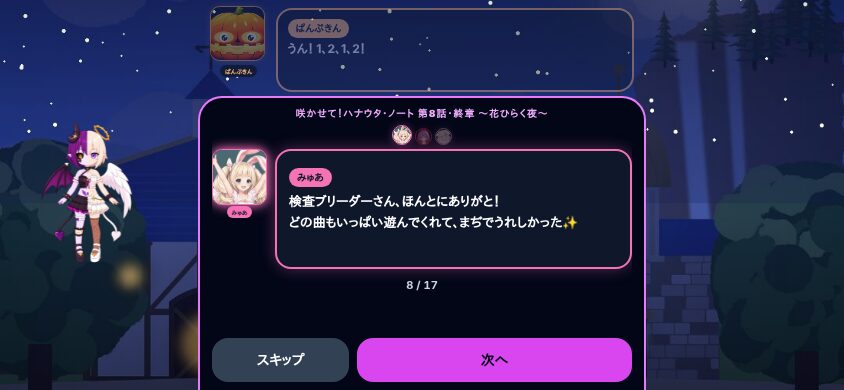 ぱんぷきん
うん！1、2、1、2！
ぱんぷきん
咲かせて！ハナウタ・ノート 第8話・終章 〜花ひらく夜〜
みゅあ
検査ブリーダーさん、ほんとにありがと！
どの曲もいっぱい遊んでくれて、まぢでうれしかった✨
みゅあ
8 / 17
スキップ
次へ